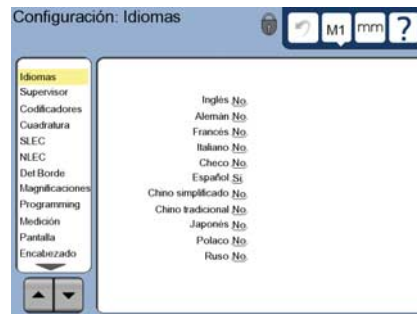 Configuración: Idiomas
M1
mm
?
Idiomas
Supervisor
Codificadores
Cuadratura
SLEC
NLEC
Det Borde
Magnificaciones
Programming
Medición
Pantalla
Encabezado
Inglés No
Alemán No
Francés No
Italiano No
Checo No
Español Sí
Chino simplificado No
Chino tradicional No
Japonés No
Polaco No
Ruso No